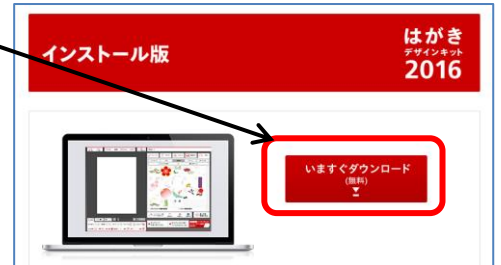 インストール版
はがき
デザインキット
2016
いますぐダウンロード
(無料)